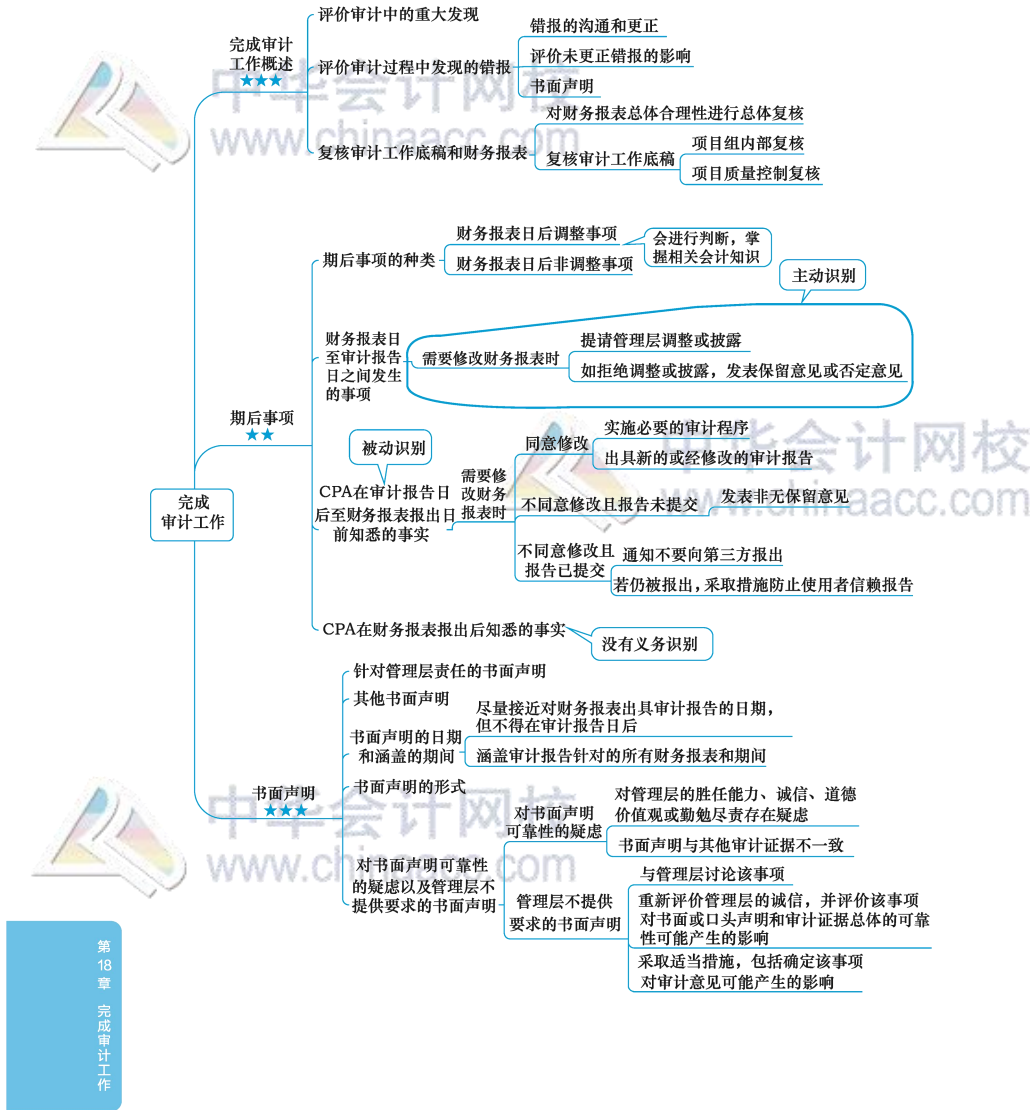 完成审计
工作概述
★★★
评价审计中的重大发现
评价审计过程中发现的错报
错报的沟通和更正
评价未更正错报的影响
书面声明
复核审计工作底稿和财务报表
对财务报表总体合理性进行总体复核
复核审计工作底稿
项目组内部复核
项目质量控制复核
期后事项
★★
期后事项的种类
财务报表日后调整事项
财务报表日后非调整事项
会进行判断，掌
握相关会计知识
主动识别
财务报表日
至审计报告
日之间发生
的事项
需要修改财务报表时
提请管理层调整或披露
如拒绝调整或披露，发表保留意见或否定意见
被动识别
CPA在审计报告日
后至财务报表报出日
前知悉的事实
需要修
改财务
报表时
同意修改
实施必要的审计程序
出具新的或经修改的审计报告
不同意修改且报告未提交
发表非无保留意见
不同意修改且
报告已提交
通知不要向第三方报出
若仍被报出，采取措施防止使用者信赖报告
CPA在财务报表报出后知悉的事实
没有义务识别
完成
审计工作
书面声明
★★★
针对管理层责任的书面声明
其他书面声明
书面声明的日期
和涵盖的期间
尽量接近对财务报表出具审计报告的日期，
但不得在审计报告日后
涵盖审计报告针对的所有财务报表和期间
书面声明的形式
对书面声明可靠性
的疑虑以及管理层不
提供要求的书面声明
对书面声明
可靠性的疑虑
对管理层的胜任能力、诚信、道德
价值观或勤勉尽责存在疑虑
书面声明与其他审计证据不一致
管理层不提供
要求的书面声明
与管理层讨论该事项
重新评价管理层的诚信，并评价该事项
对书面或口头声明和审计证据总体的可靠
性可能产生的影响
采取适当措施，包括确定该事项
对审计意见可能产生的影响
第18章 完成审计工作
中华会计网校
www.chinaacc.com
中华会计网校
www.chinaacc.com
中华会计网校
www.chinaacc.com